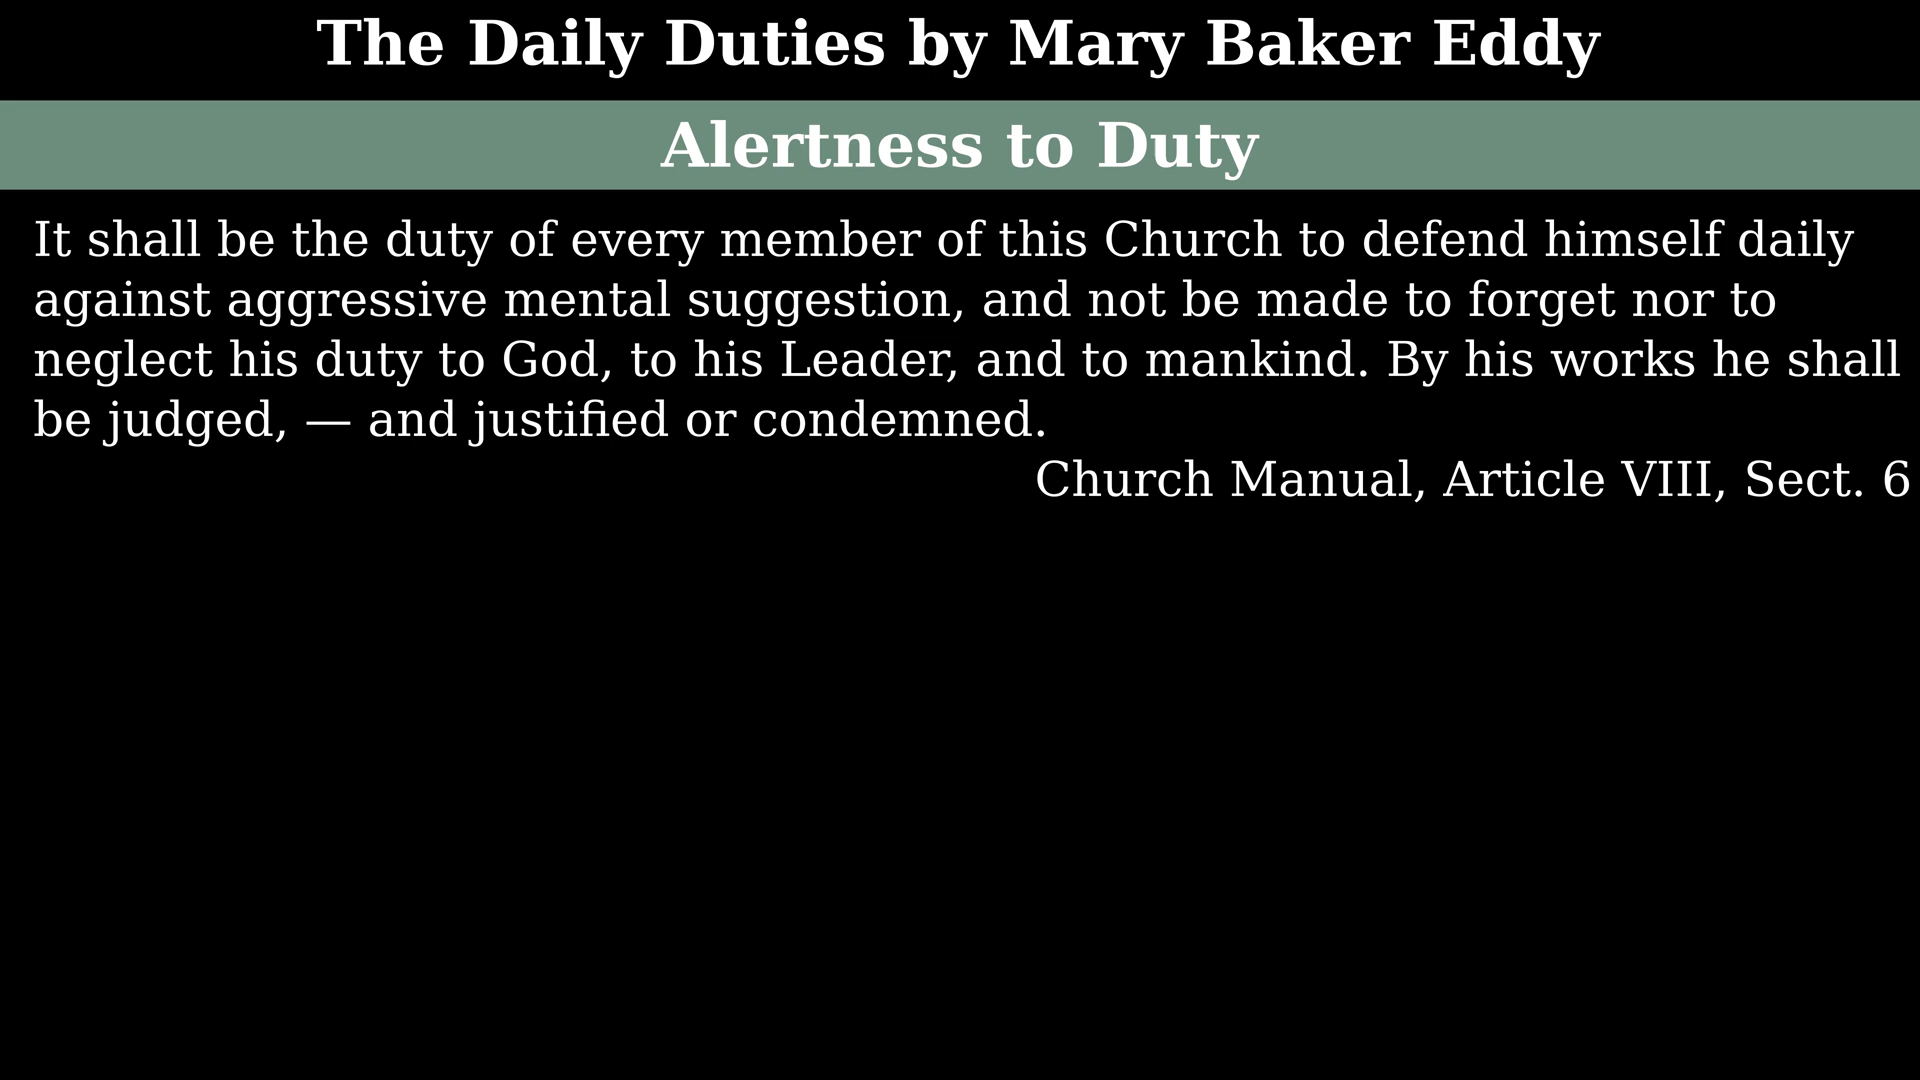 The Daily Duties by Mary Baker Eddy
Alertness to Duty
It shall be the duty of every member of this Church to defend himself daily
against aggressive mental suggestion, and not be made to forget nor to
neglect his duty to God, to his Leader, and to mankind. By his works he shall
be judged, — and justified or condemned.
Church Manual, Article VIII, Sect. 6